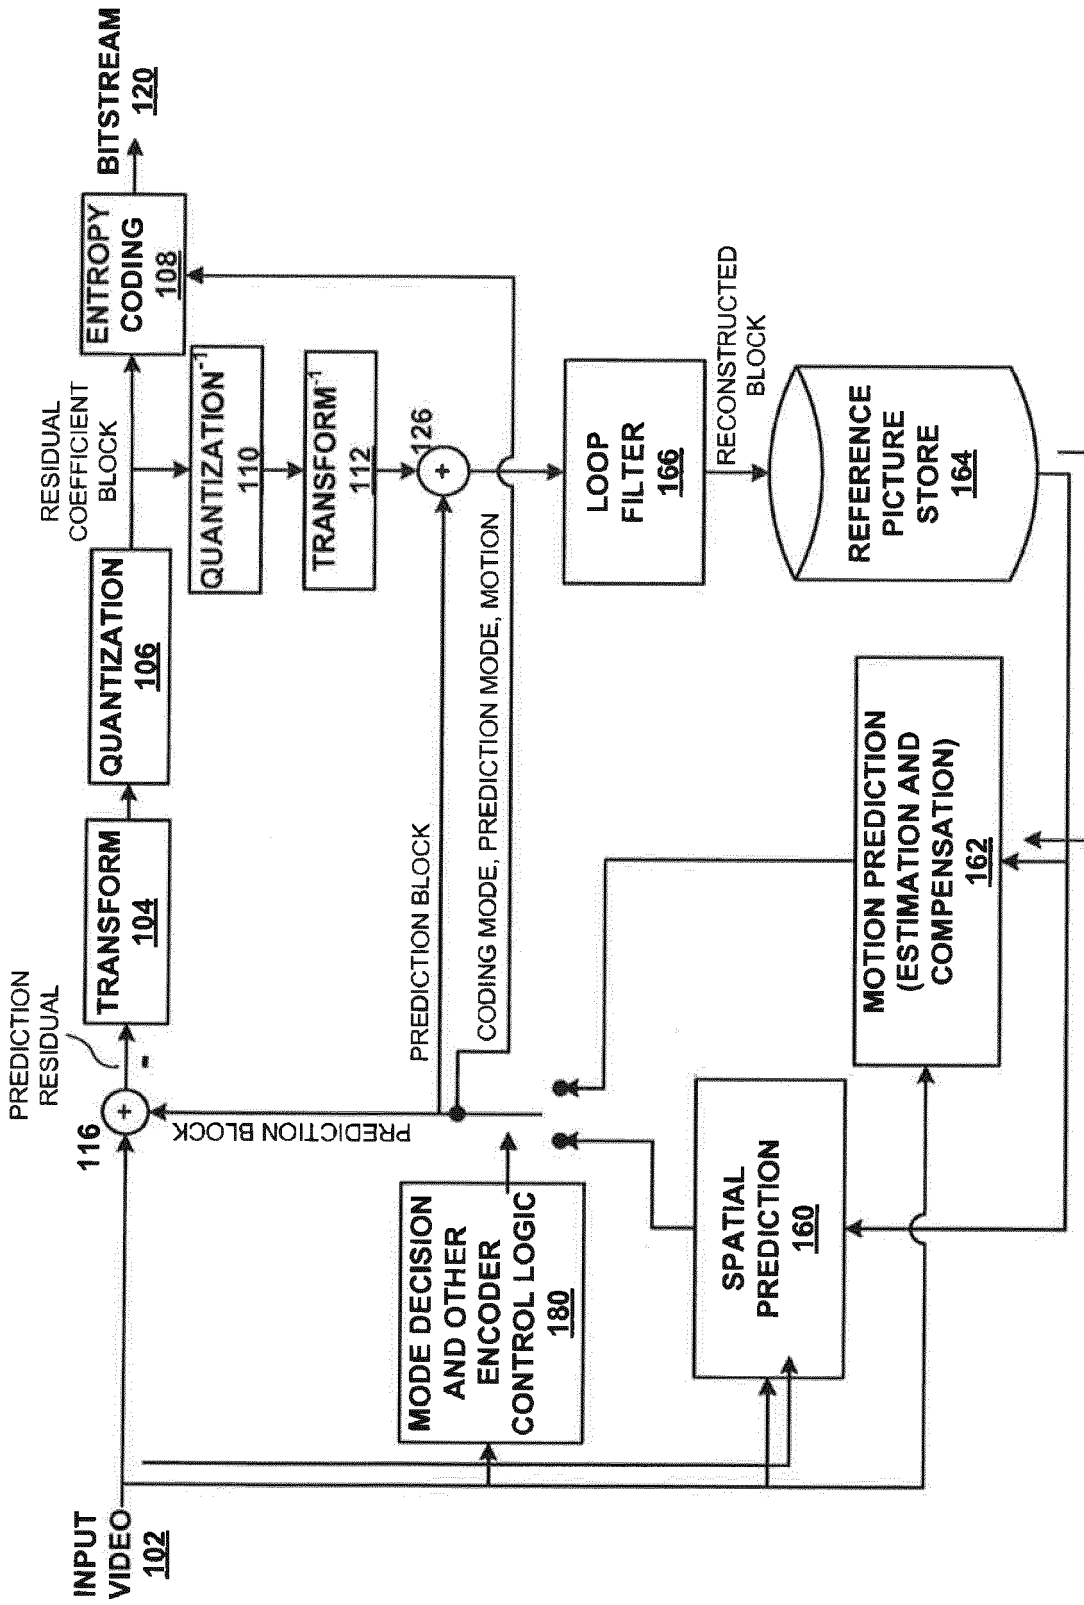 INPUT
VIDEO
102
116
PREDICTION
RESIDUAL
-
+
TRANSFORM
104
QUANTIZATION
106
RESIDUAL
COEFFICIENT
BLOCK
ENTROPY
CODING
108
BITSTREAM
120
QUANTIZATION-1
110
TRANSFORM-1
112
126
+
PREDICTION BLOCK
PREDICTION BLOCK
CODING MODE, PREDICTION MODE, MOTION
MODE DECISION
AND OTHER
ENCODER
CONTROL LOGIC
180
LOOP
FILTER
166
RECONSTRUCTED
BLOCK
SPATIAL
PREDICTION
160
MOTION PREDICTION
(ESTIMATION AND
COMPENSATION)
162
REFERENCE
PICTURE
STORE
164